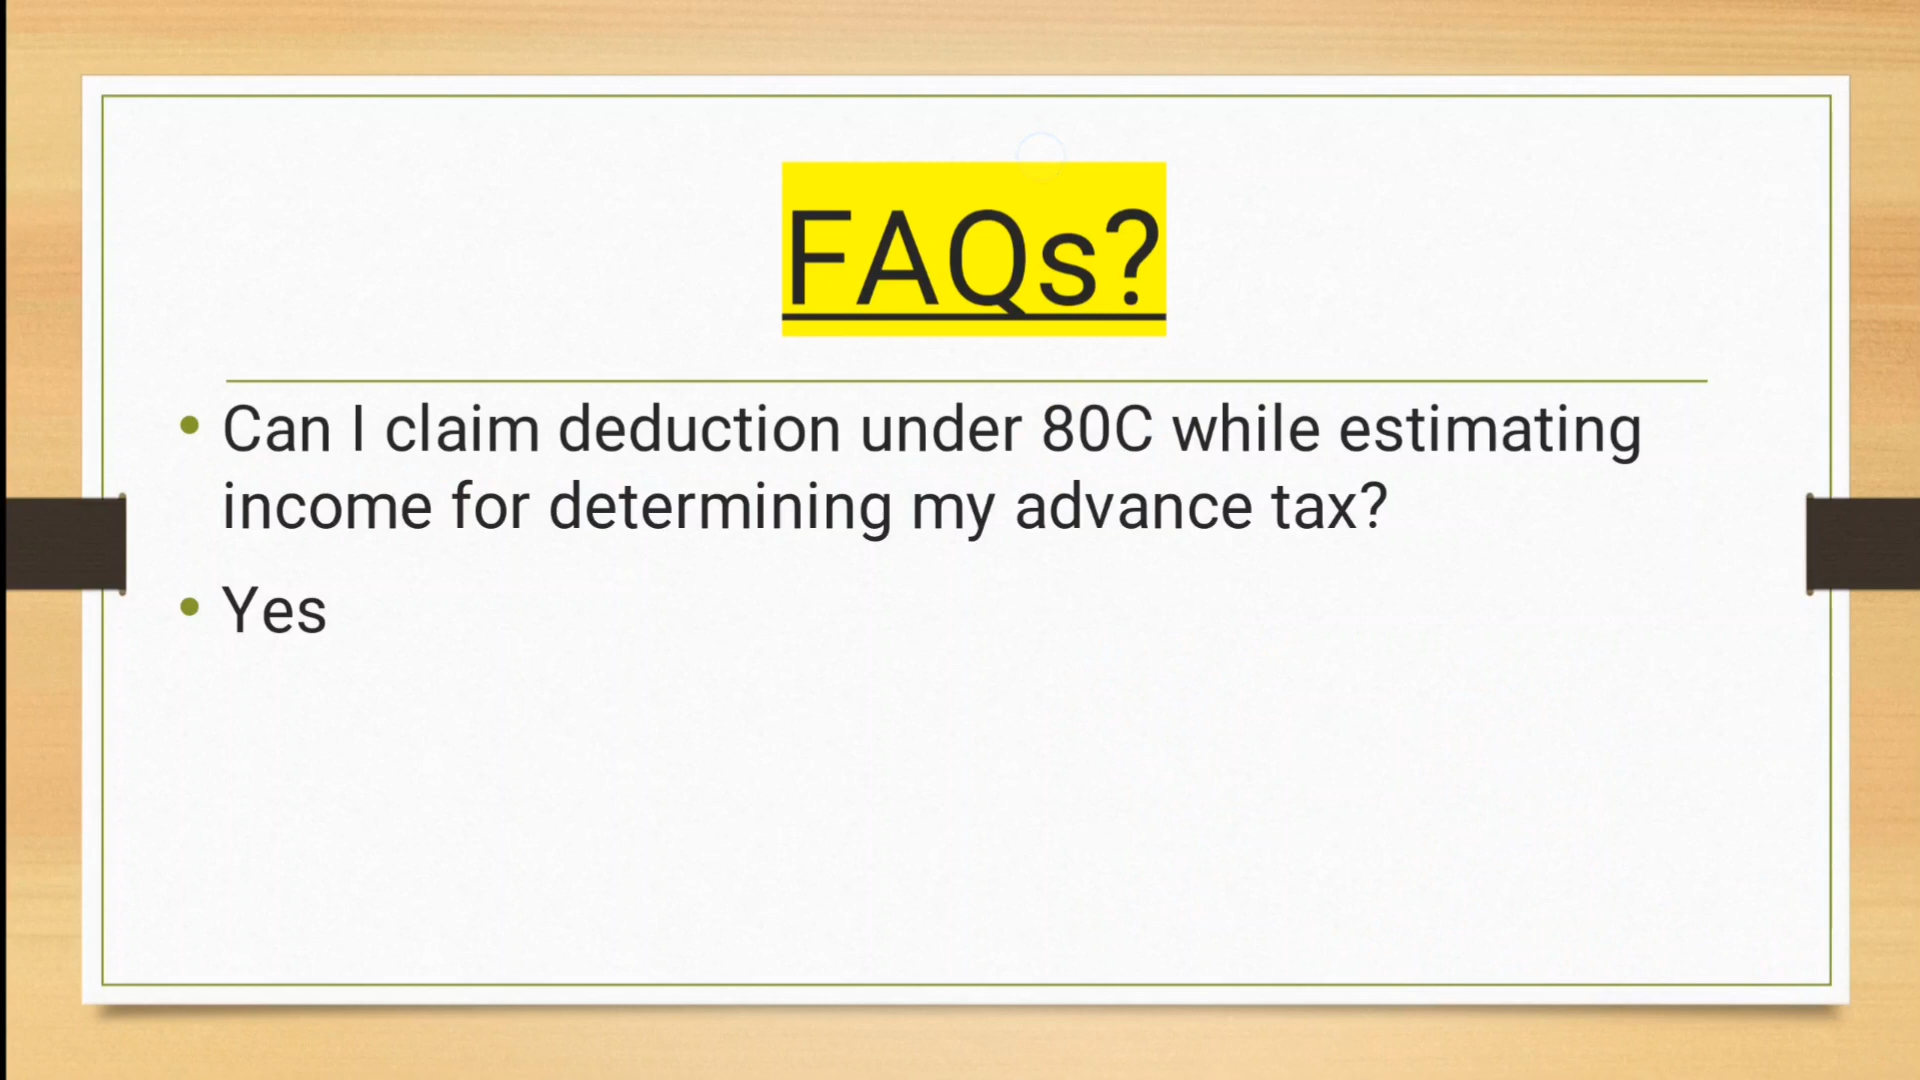 FAQs?
• Can I claim deduction under 80C while estimating
income for determining my advance tax?
• Yes